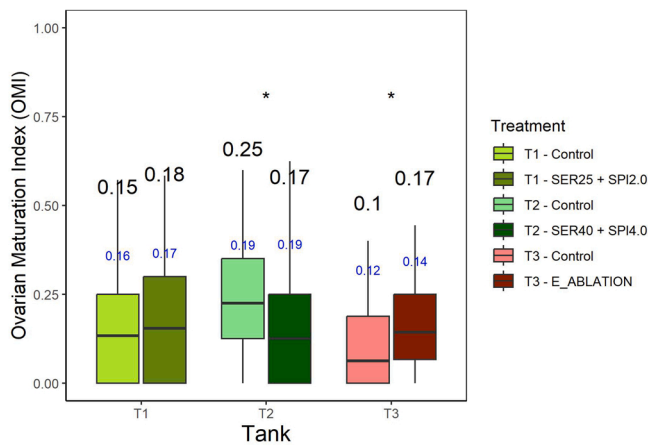 Ovarian Maturation Index (OMI)
1.00
0.75
0.50
0.25
0.00
*
*
0.15
0.18
0.25
0.17
0.1
0.17
0.16
0.17
0.19
0.19
0.12
0.14
T1
T2
T3
Tank
Treatment
T1 - Control
T1 - SER25 + SPI2.0
T2 - Control
T2 - SER40 + SPI4.0
T3 - Control
T3 - E_ABLATION